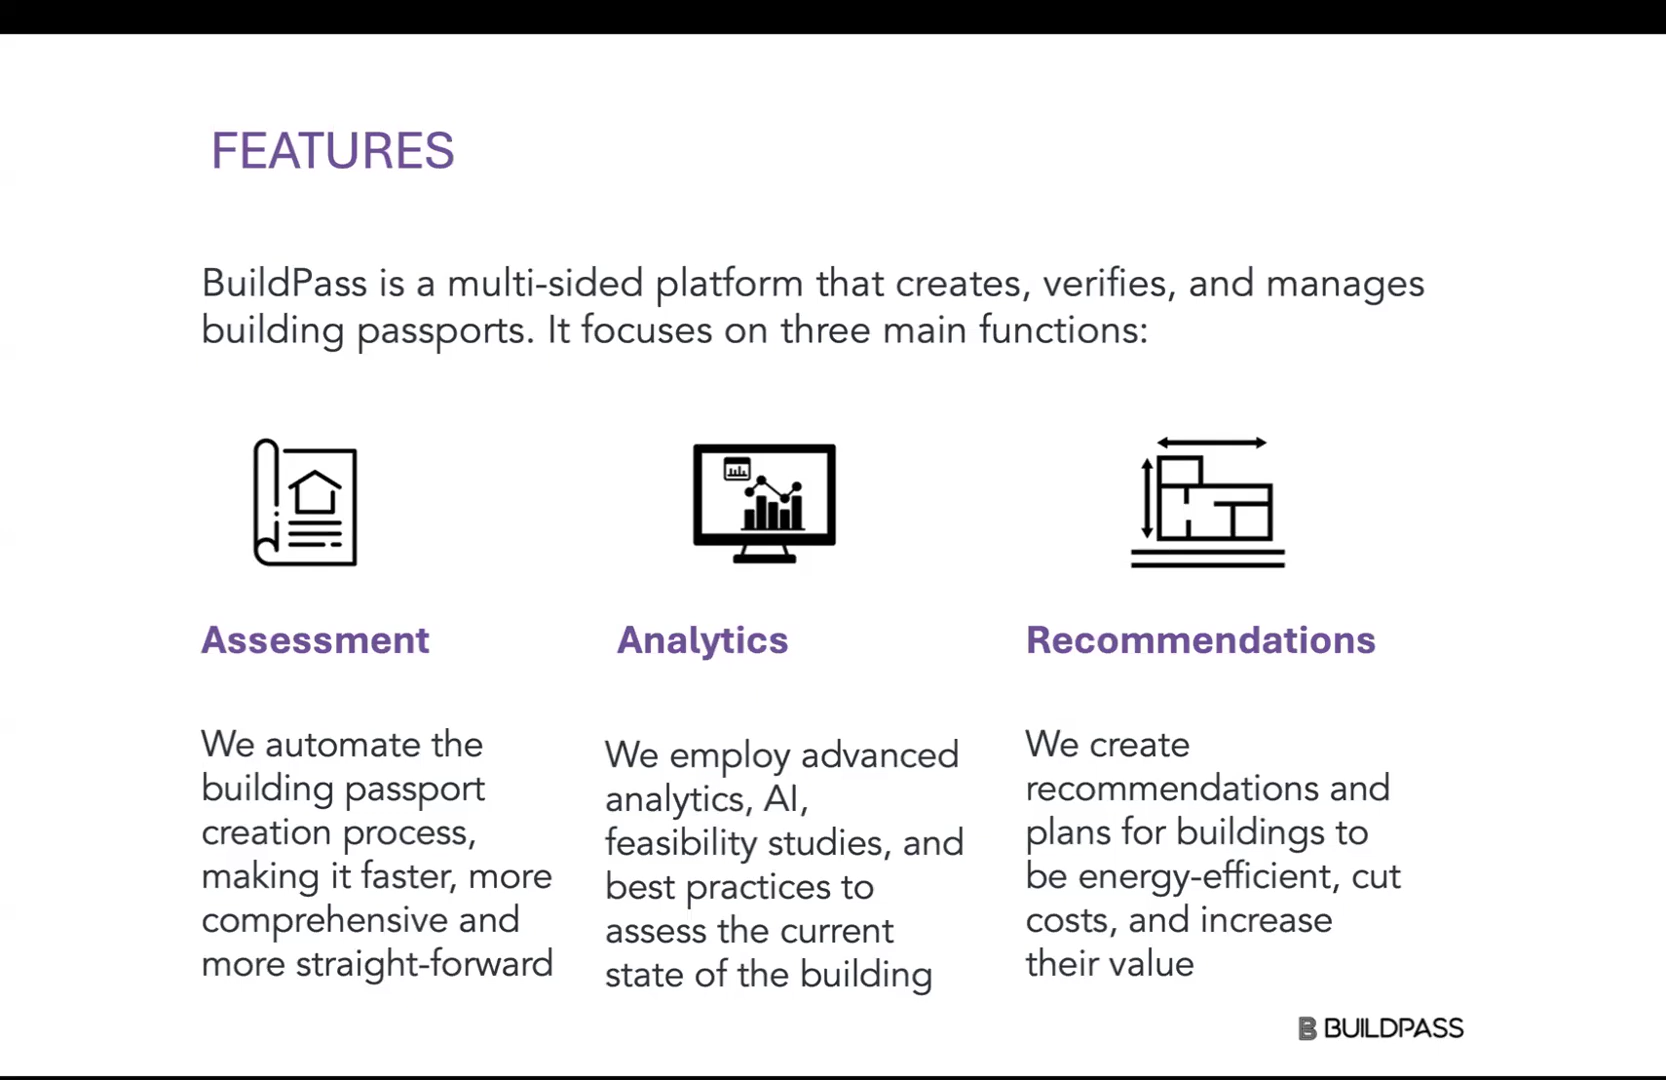 FEATURES
BuildPass is a multi-sided platform that creates, verifies, and manages
building passports. It focuses on three main functions:
Assessment
We automate the
building passport
creation process,
making it faster, more
comprehensive and
more straight-forward
Analytics
We employ advanced
analytics, AI,
feasibility studies, and
best practices to
assess the current
state of the building
Recommendations
We create
recommendations and
plans for buildings to
be energy-efficient, cut
costs, and increase
their value
B BUILDPASS